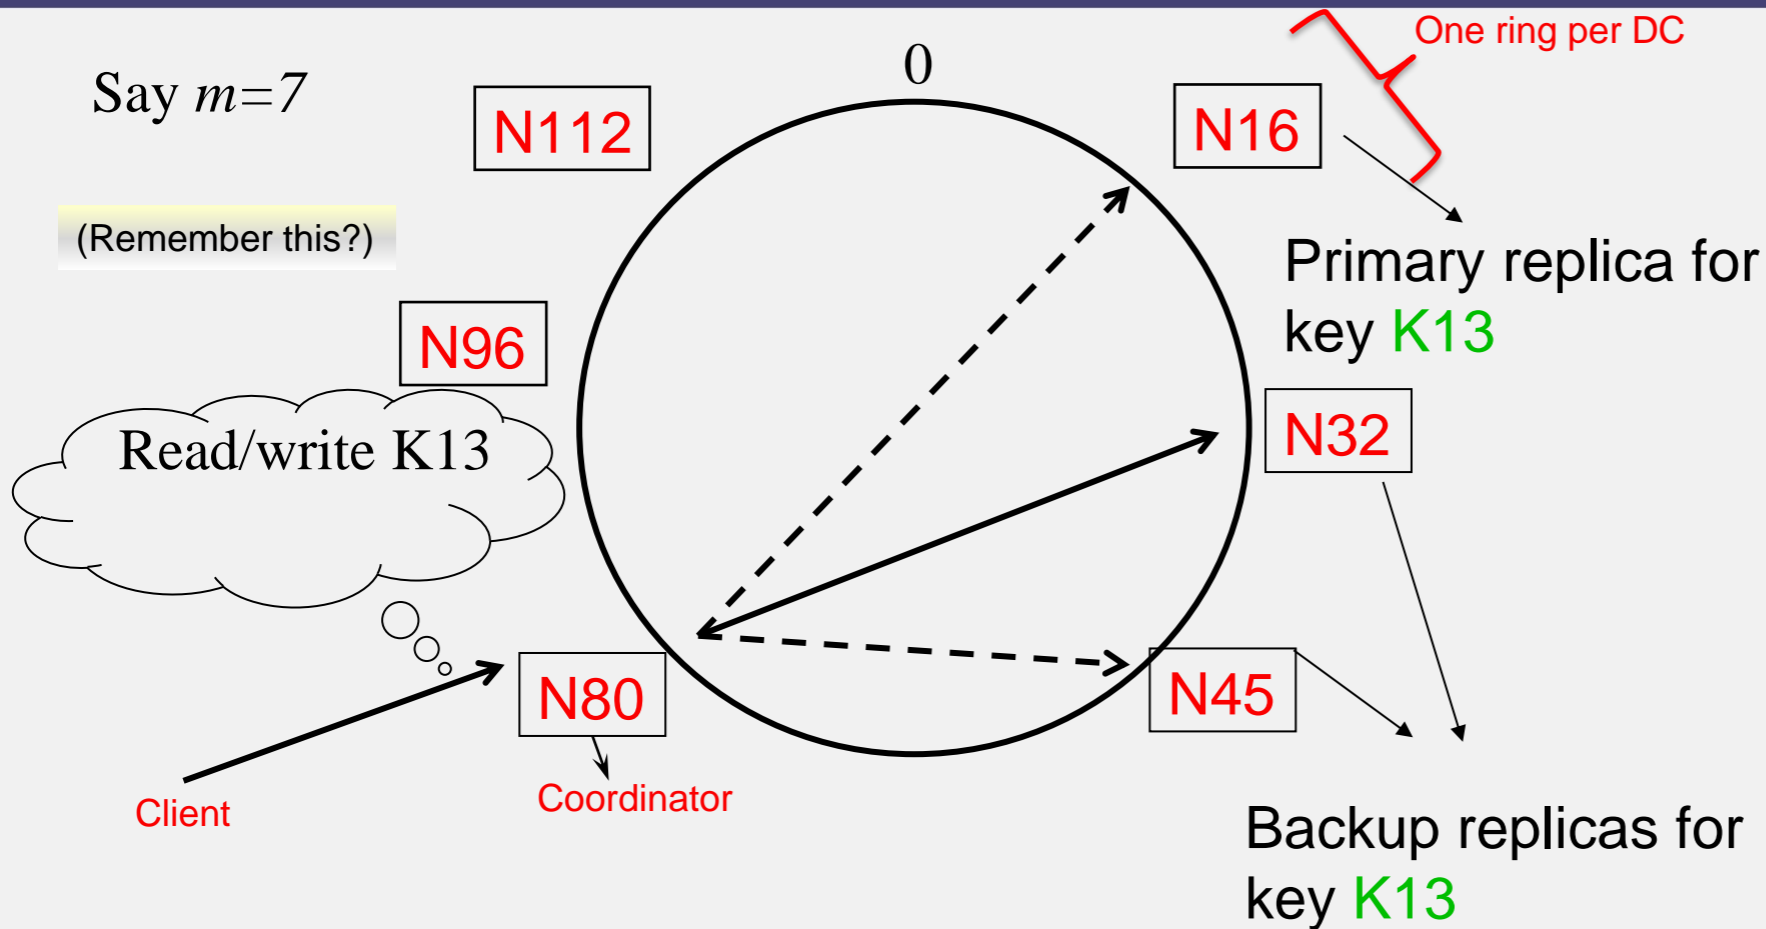 One ring per DC
0
Say m=7
N112
N16
(Remember this?)
Primary replica for
key K13
N96
Read/write K13
N32
N80
N45
Client
Coordinator
Backup replicas for
key K13